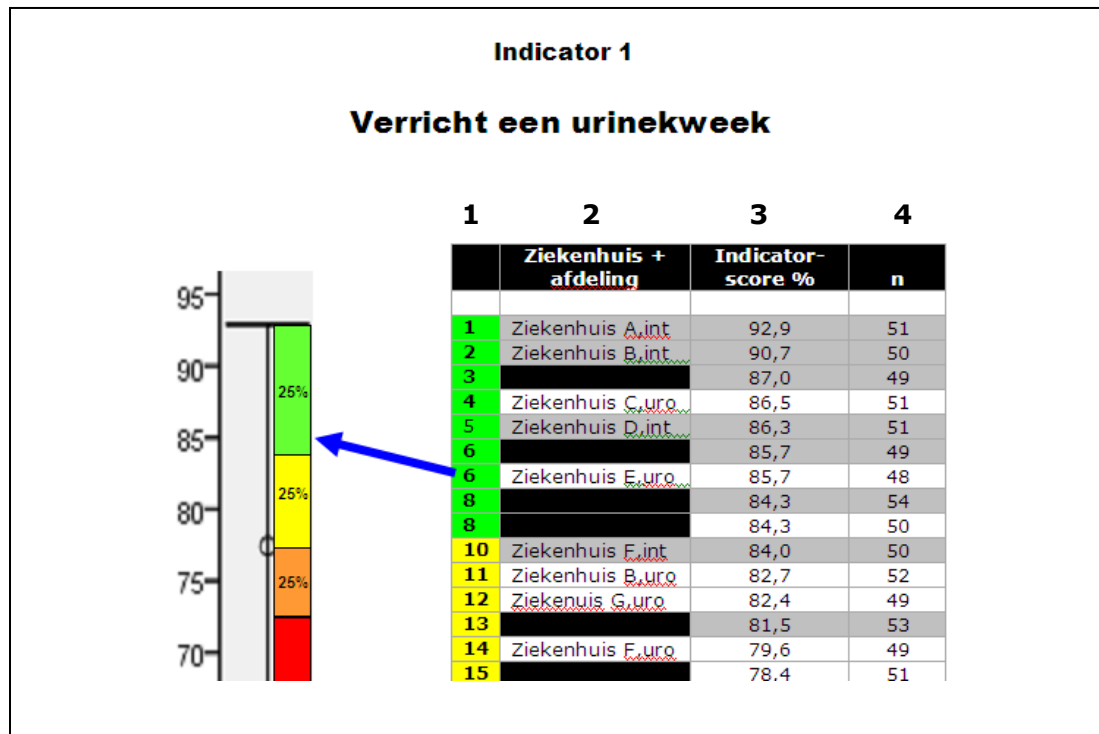 Indicator 1
Verricht een urinekweek
1 2 3 4
Ziekenhuis + afdeling Indicator-score % n
1 Ziekenhuis A,int 92,9 51
2 Ziekenhuis B,int 90,7 50
3 87,0 49
4 Ziekenhuis C,uro 86,5 51
5 Ziekenhuis D,int 86,3 51
6 85,7 49
6 Ziekenhuis E,uro 85,7 48
8 84,3 54
8 84,3 50
10 Ziekenhuis F,int 84,0 50
11 Ziekenhuis B,uro 82,7 52
12 Ziekenuis G,uro 82,4 49
13 81,5 53
14 Ziekenhuis F,uro 79,6 49
15 78,4 51
95
90
85
80
75
70
25%
25%
25%